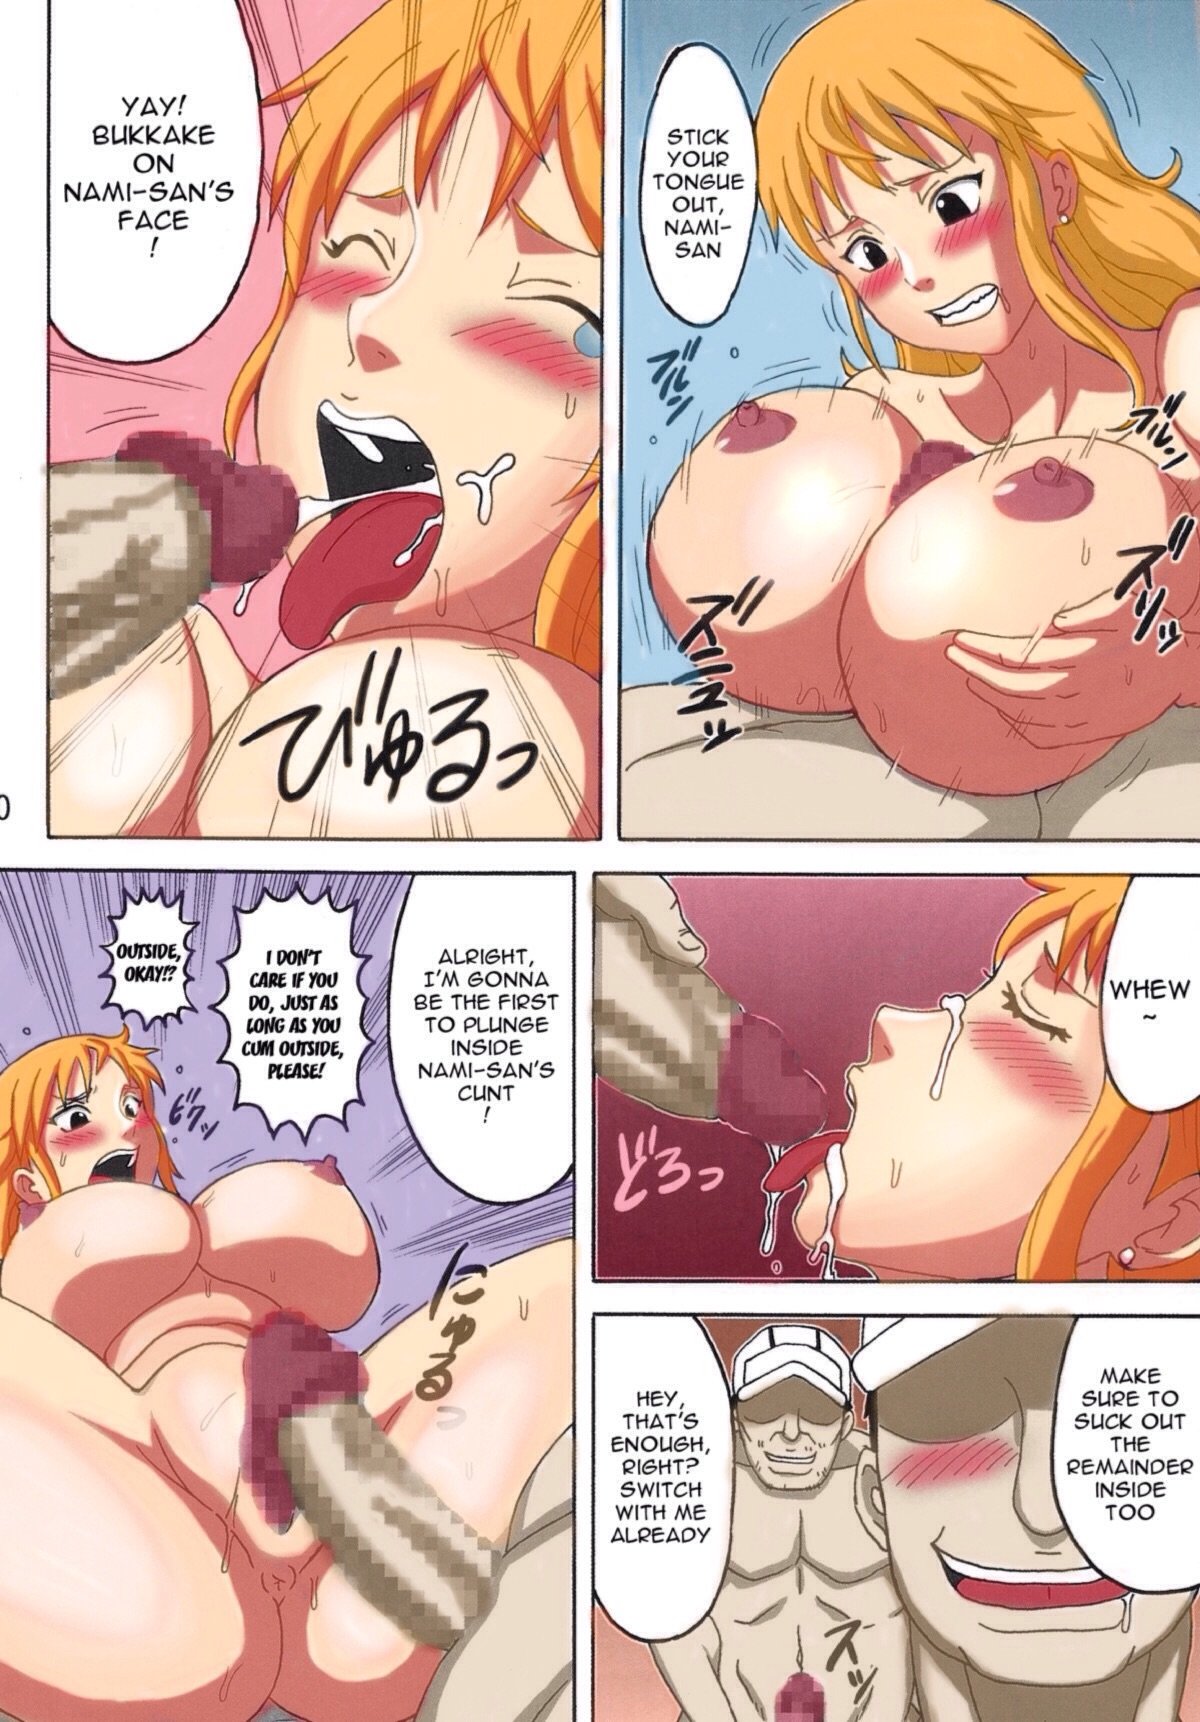 STICK
YOUR
TONGUE
OUT,
NAMI-
SAN
ブルン
ブルンッ
ズニュッ
ズリッ
YAY!
BUKKAKE
ON
NAMI-SAN'S
FACE
!
びゅるっ
0
WHEW
~
どろっ
MAKE
SURE TO
SUCK OUT
THE
REMAINDER
INSIDE
TOO
HEY,
THAT'S
ENOUGH,
RIGHT?
SWITCH
WITH ME
ALREADY
ズッ
ALRIGHT,
I'M GONNA
BE THE FIRST
TO PLUNGE
INSIDE
NAMI-SAN'S
CUNT
!
I DON'T
CARE IF YOU
DO, JUST AS
LONG AS YOU
CUM OUTSIDE,
PLEASE!
OUTSIDE,
OKAY!?
ビクッ
にゅるっ